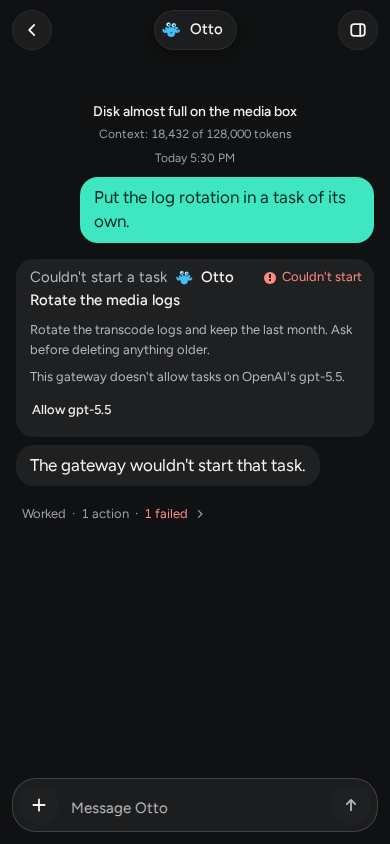 Otto
Disk almost full on the media box
Context: 18,432 of 128,000 tokens
Today 5:30 PM
Put the log rotation in a task of its
own.
Couldn't start a task Otto Couldn't start
Rotate the media logs
Rotate the transcode logs and keep the last month. Ask
before deleting anything older.
This gateway doesn't allow tasks on OpenAI's gpt-5.5.
Allow gpt-5.5
The gateway wouldn't start that task.
Worked · 1 action · 1 failed
Message Otto